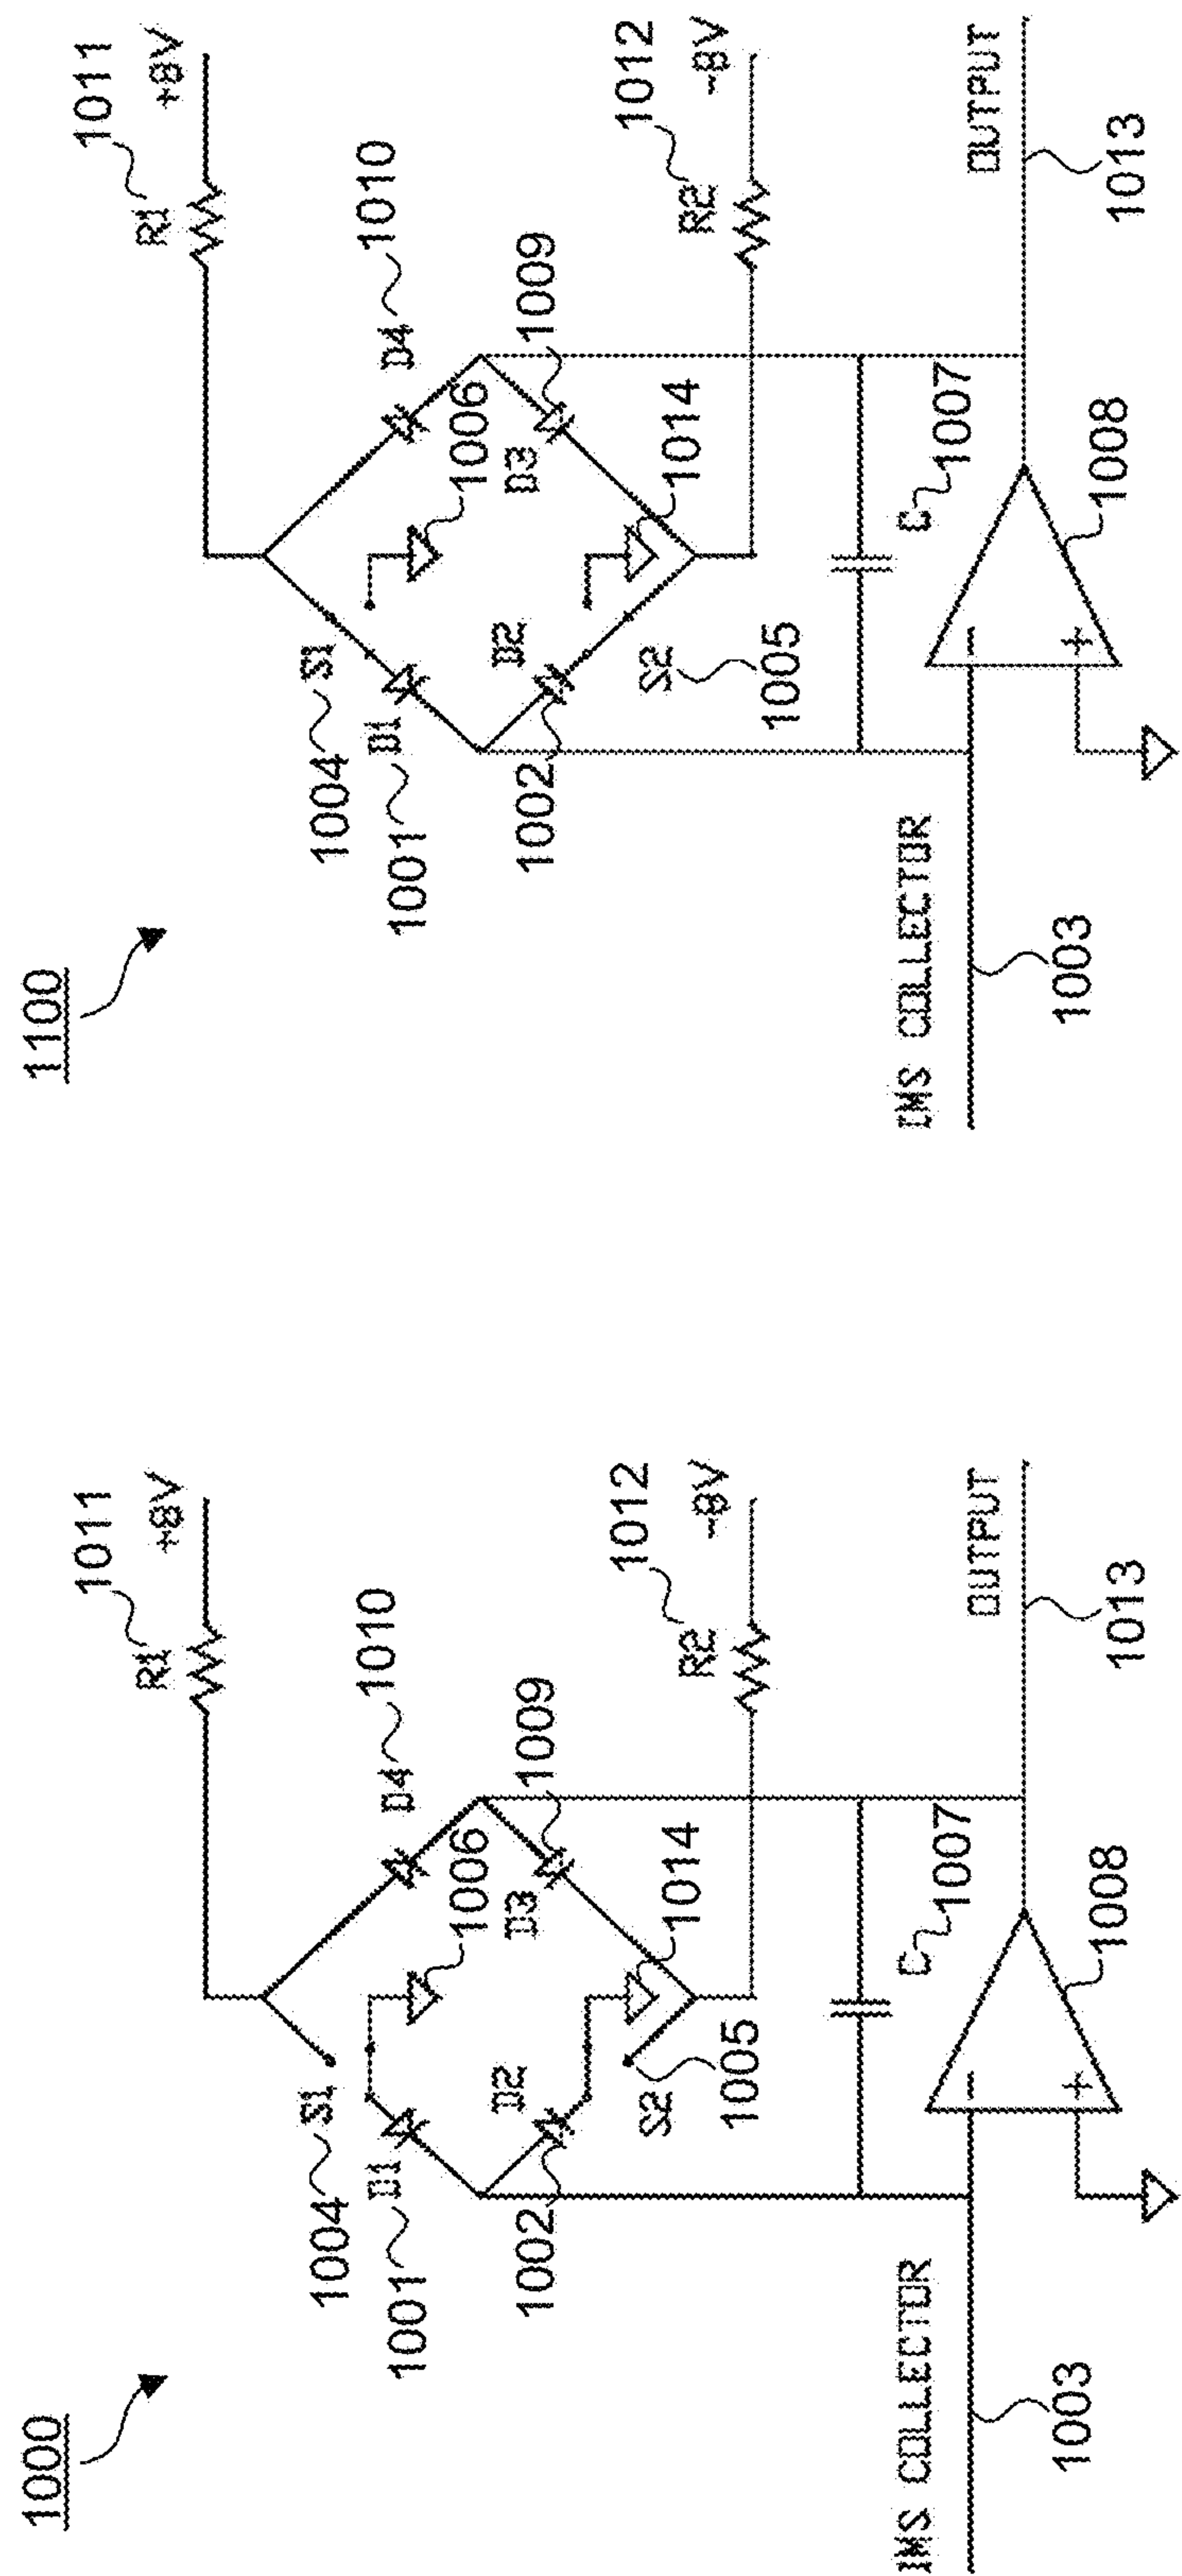 1000
1011
+8V
R1
1010
D4
1004
S1
1006
1001
D1
1009
D3
1002
D2
1014
1012
-8V
R2
S2
1005
C
1007
OUTPUT
1013
1008
-
+
IMS COLLECTOR
1003
1100
1011
+8V
R1
1010
D4
1004
S1
1006
1001
D1
1009
D3
1002
D2
1014
1012
-8V
R2
S2
1005
C
1007
OUTPUT
1013
1008
-
+
IMS COLLECTOR
1003